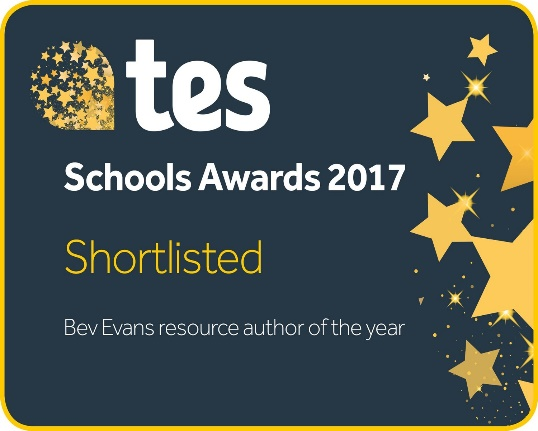 tes
Schools Awards 2017
Shortlisted
Bev Evans resource author of the year